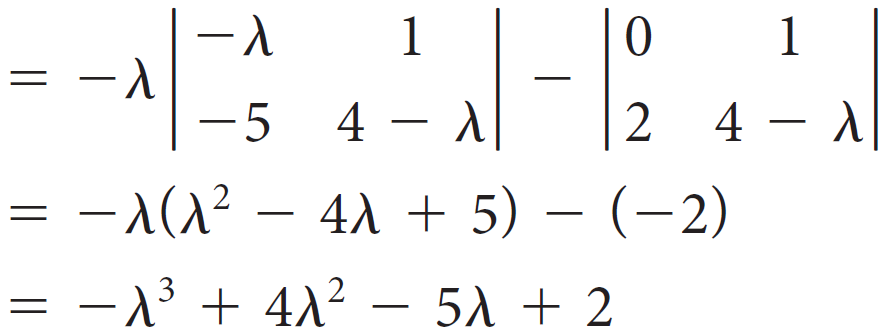 = −λ | −λ 1 ; −5 4 − λ | − | 0 1 ; 2 4 − λ |
= −λ(λ² − 4λ + 5) − (−2)
= −λ³ + 4λ² − 5λ + 2